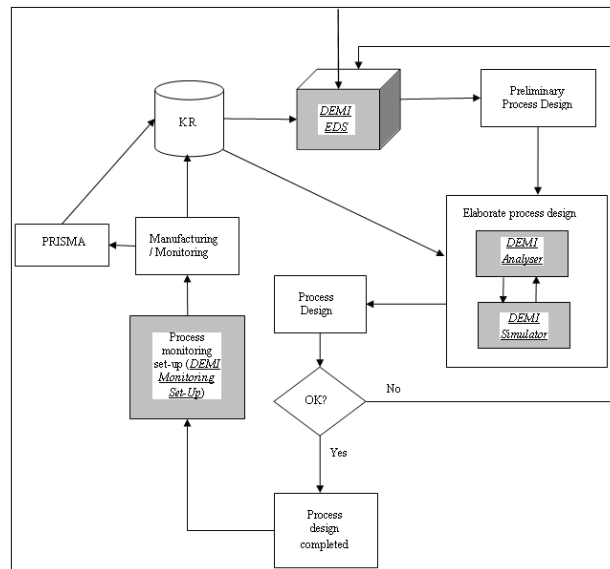 KR
DEMI
EDS
Preliminary
Process Design
PRISMA
Manufacturing
/ Monitoring
Elaborate process design
DEMI
Analyser
DEMI
Simulator
Process
Design
Process
monitoring
set-up (DEMI
Monitoring
Set-Up)
OK?
No
Yes
Process
design
completed